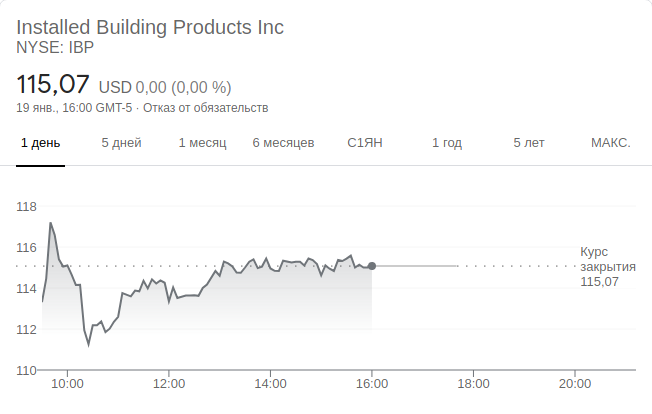 Installed Building Products Inc
NYSE: IBP
115,07 USD 0,00 (0,00 %)
19 янв., 16:00 GMT-5 · Отказ от обязательств
1 день 5 дней 1 месяц 6 месяцев С1ЯН 1 год 5 лет МАКС.
118
116
Курс
закрытия
115,07
114
112
110
10:00 12:00 14:00 16:00 18:00 20:00